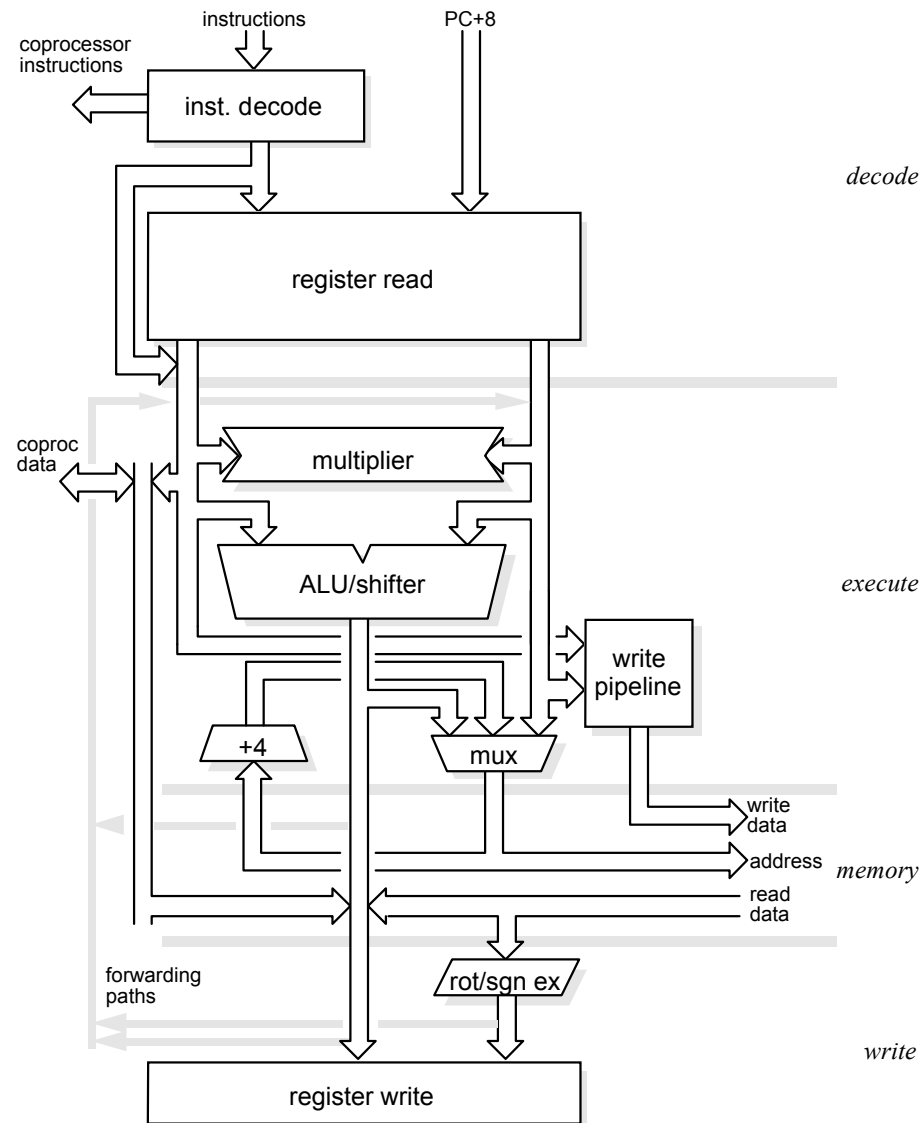 instructions
PC+8
coprocessor
instructions
inst. decode
decode
register read
coproc
data
multiplier
ALU/shifter
execute
write
pipeline
+4
mux
write
data
address
memory
read
data
rot/sgn ex
forwarding
paths
write
register write